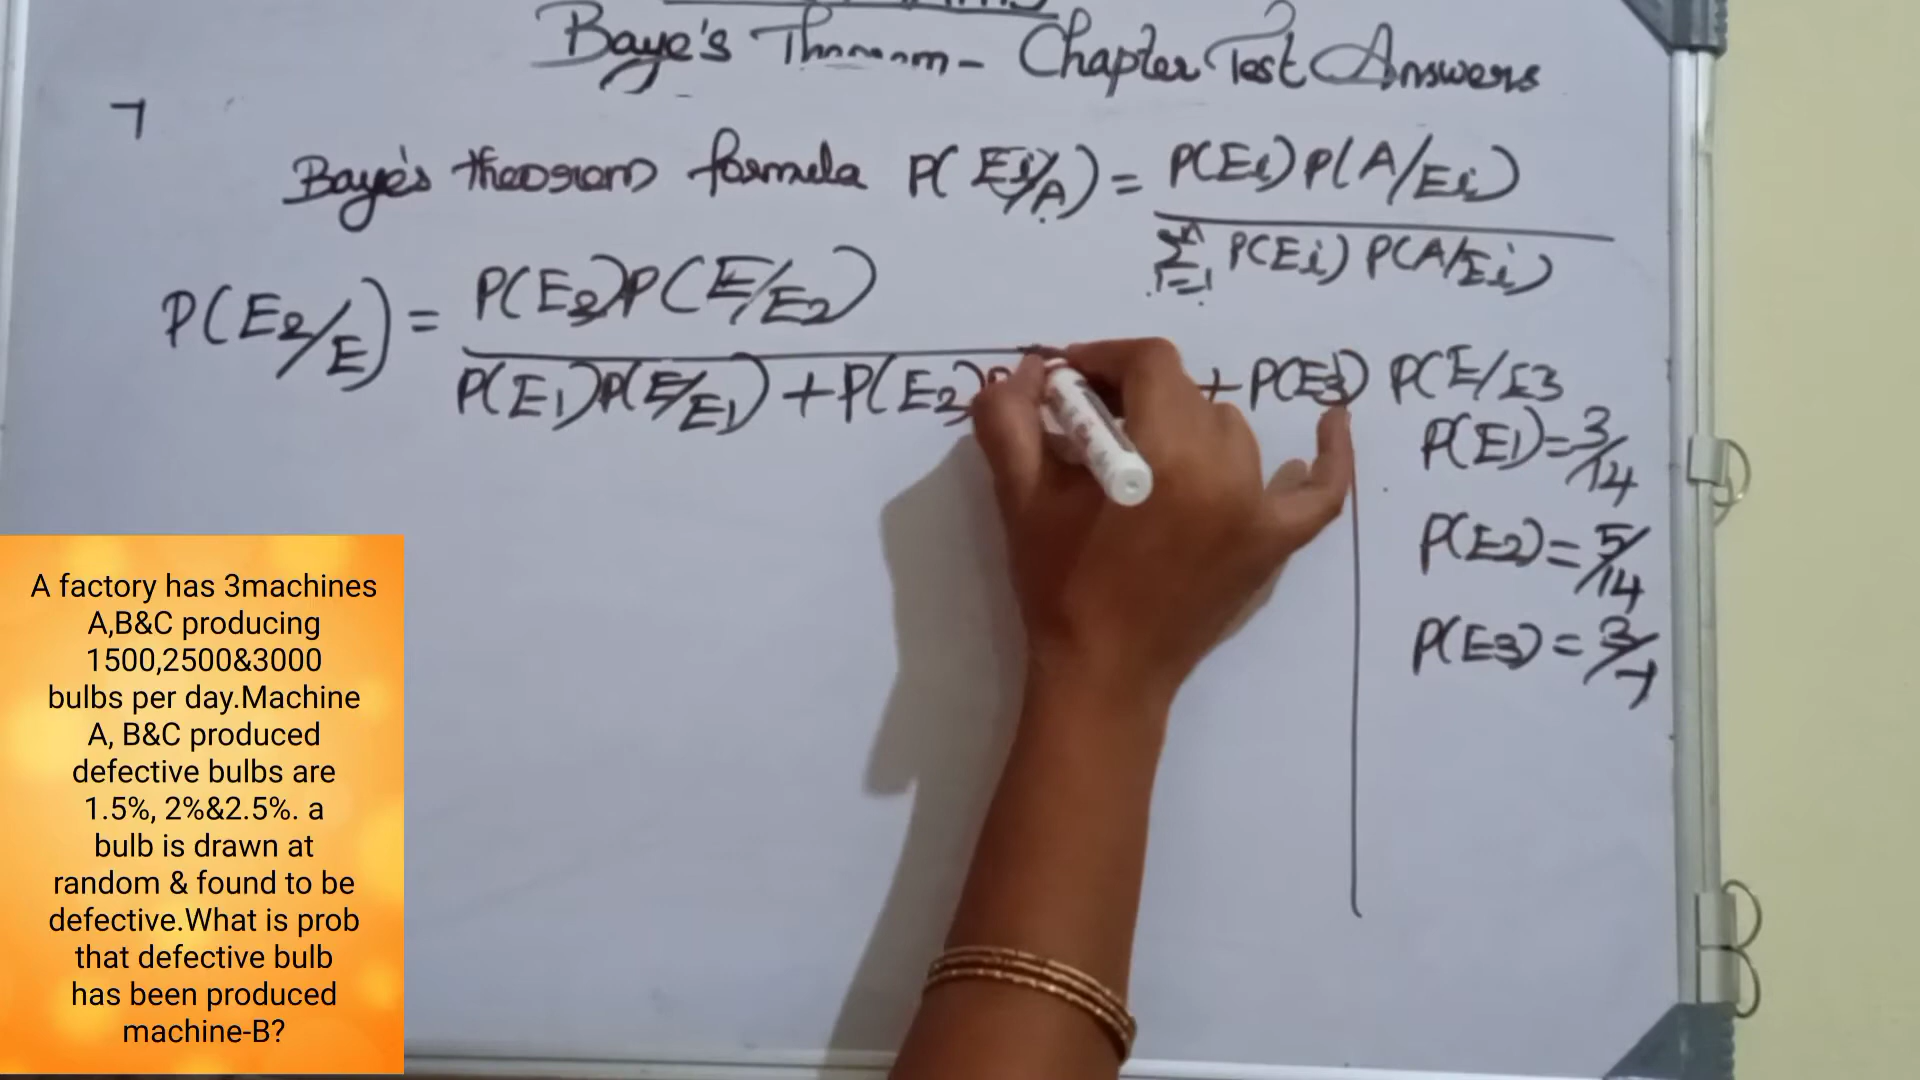 Baye's - Chapter Test Answers
7
Baye's theorem formula P(Ei/A) = P(Ei) P(A/Ei)
n Σ i=1 P(Ei) P(A/Ei)
P(E2/E) = P(E2)P(E/E2)
P(E1)P(E/E1) + P(E2) + P(E3) P(E/E3
P(E1)=3/14
P(E2)=5/14
P(E3)=3/7
A factory has 3machines
A,B&C producing
1500,2500&3000
bulbs per day.Machine
A, B&C produced
defective bulbs are
1.5%, 2%&2.5%. a
bulb is drawn at
random & found to be
defective.What is prob
that defective bulb
has been produced
machine-B?